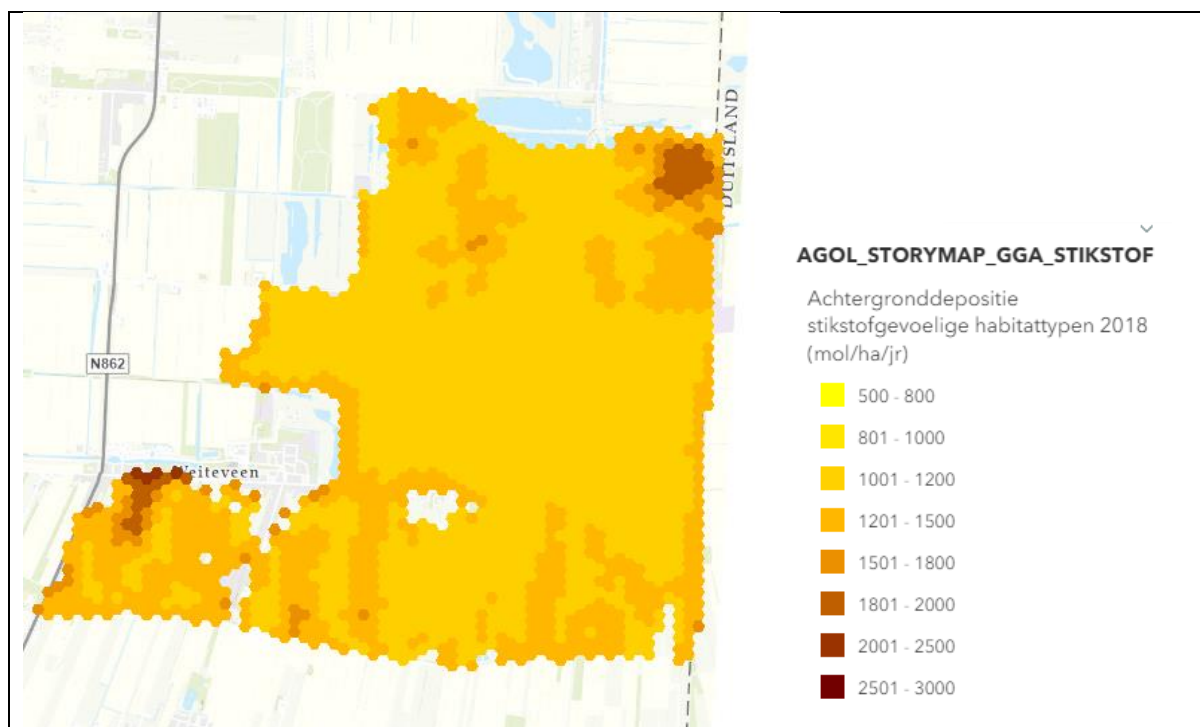 DUITSLAND
N862
Weiteveen
AGOL_STORYMAP_GGA_STIKSTOF
Achtergronddepositie
stikstofgevoelige habitattypen 2018
(mol/ha/jr)
500 - 800
801 - 1000
1001 - 1200
1201 - 1500
1501 - 1800
1801 - 2000
2001 - 2500
2501 - 3000